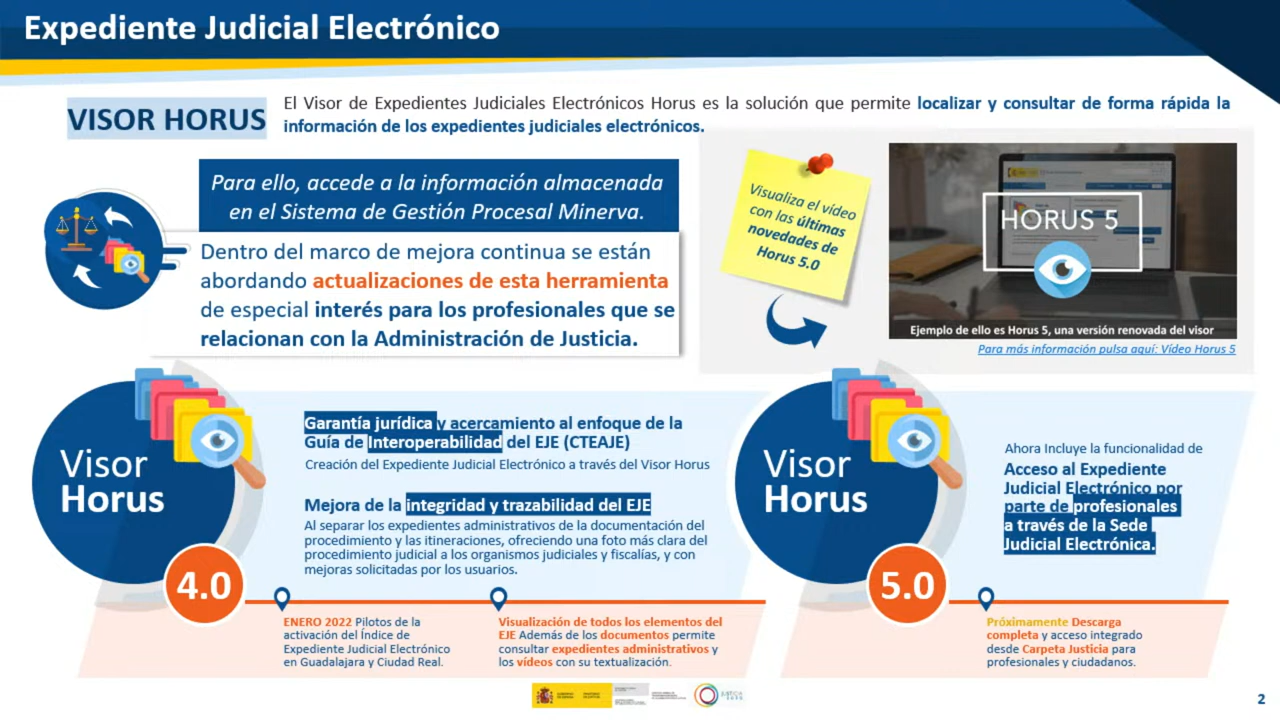 Expediente Judicial Electrónico
VISOR HORUS
El Visor de Expedientes Judiciales Electrónicos Horus es la solución que permite localizar y consultar de forma rápida la
información de los expedientes judiciales electrónicos.
Para ello, accede a la información almacenada
en el Sistema de Gestión Procesal Minerva.
Dentro del marco de mejora continua se están
abordando actualizaciones de esta herramienta
de especial interés para los profesionales que se
relacionan con la Administración de Justicia.
Visualiza el vídeo
con las últimas
novedades de
Horus 5.0
HORUS 5
Ejemplo de ello es Horus 5, una versión renovada del visor
Para más información pulsa aquí: Vídeo Horus 5
Visor
Horus
4.0
Garantía jurídica y acercamiento al enfoque de la
Guía de Interoperabilidad del EJE (CTEAJE)
Creación del Expediente Judicial Electrónico a través del Visor Horus
Mejora de la integridad y trazabilidad del EJE
Al separar los expedientes administrativos de la documentación del
procedimiento y las itineraciones, ofreciendo una foto más clara del
procedimiento judicial a los organismos judiciales y fiscalías, y con
mejoras solicitadas por los usuarios.
ENERO 2022 Pilotos de la
activación del Índice de
Expediente Judicial Electrónico
en Guadalajara y Ciudad Real.
Visualización de todos los elementos del
EJE Además de los documentos permite
consultar expedientes administrativos y
los vídeos con su textualización.
Visor
Horus
5.0
Ahora Incluye la funcionalidad de
Acceso al Expediente
Judicial Electrónico por
parte de profesionales
a través de la Sede
Judicial Electrónica.
Próximamente Descarga
completa y acceso integrado
desde Carpeta Justicia para
profesionales y ciudadanos.
2